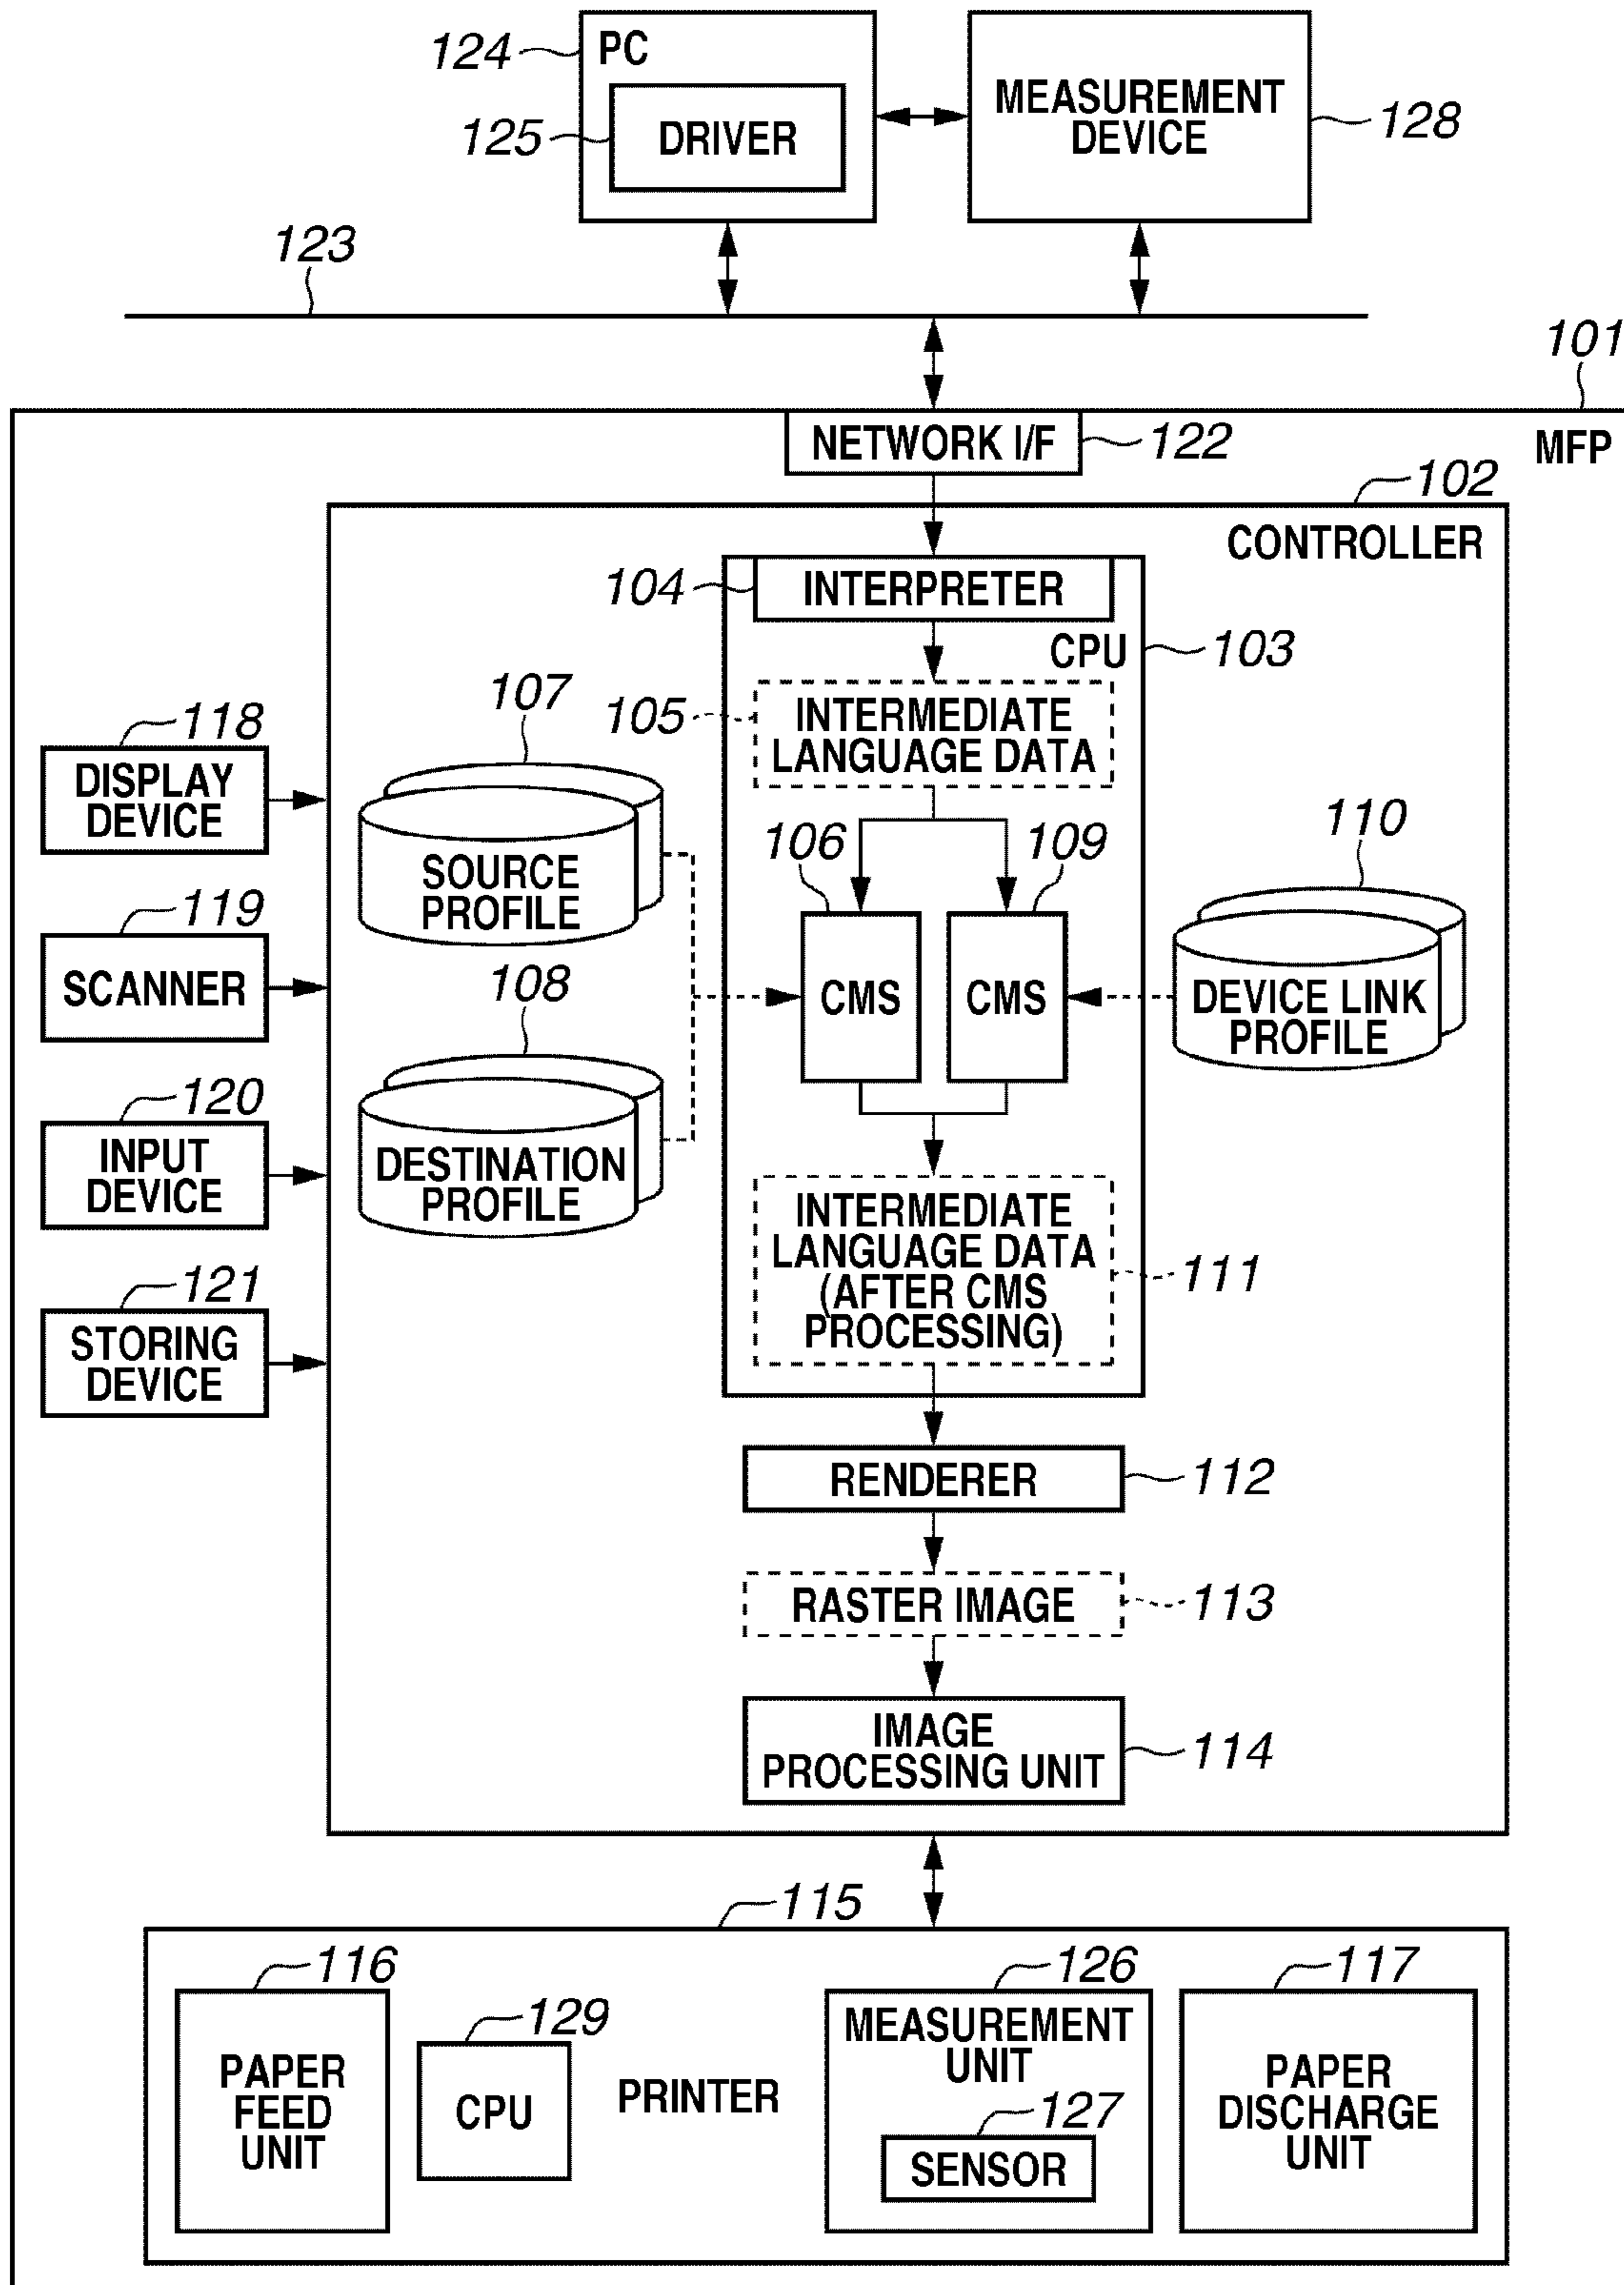 124
PC
125
DRIVER
MEASUREMENT
DEVICE
128
123
101
MFP
NETWORK I/F
122
102
CONTROLLER
104
INTERPRETER
CPU
103
105
INTERMEDIATE
LANGUAGE DATA
107
SOURCE
PROFILE
118
DISPLAY
DEVICE
106
109
110
119
SCANNER
108
CMS
CMS
DEVICE LINK
PROFILE
120
INPUT
DEVICE
DESTINATION
PROFILE
INTERMEDIATE
LANGUAGE DATA
(AFTER CMS
PROCESSING)
111
121
STORING
DEVICE
RENDERER
112
RASTER IMAGE
113
IMAGE
PROCESSING UNIT
114
115
116
PAPER
FEED
UNIT
129
CPU
PRINTER
126
MEASUREMENT
UNIT
127
SENSOR
117
PAPER
DISCHARGE
UNIT